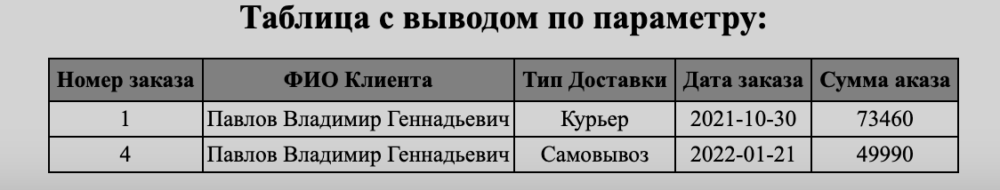 Таблица с выводом по параметру:
Номер заказа ФИО Клиента Тип Доставки Дата заказа Сумма аказа
1 Павлов Владимир Геннадьевич Курьер 2021-10-30 73460
4 Павлов Владимир Геннадьевич Самовывоз 2022-01-21 49990